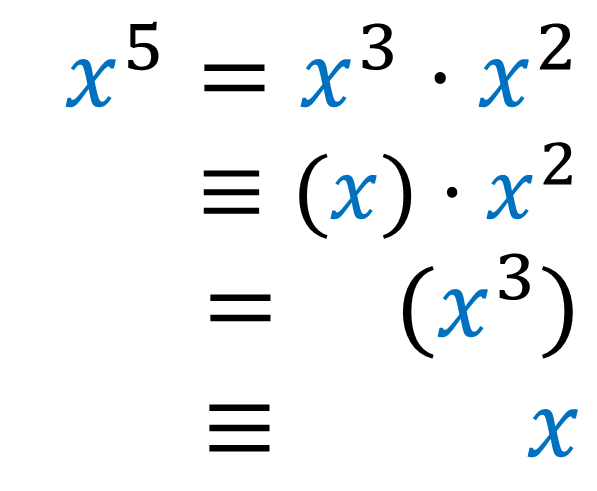 x⁵ = x³ · x²
≡ (x) · x²
= (x³)
≡ x